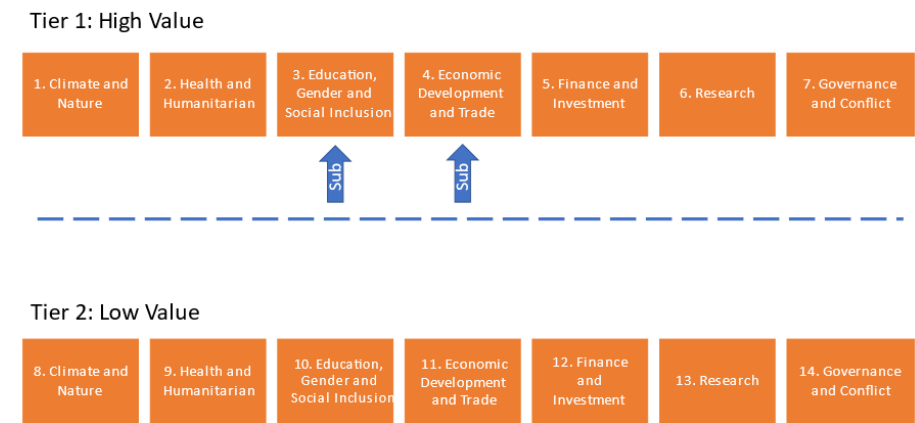 Tier 1: High Value
1. Climate and
Nature
2. Health and
Humanitarian
3. Education,
Gender and
Social Inclusion
4. Economic
Development
and Trade
5. Finance and
Investment
6. Research
7. Governance
and Conflict
Sub
Sub
Tier 2: Low Value
8. Climate and
Nature
9. Health and
Humanitarian
10. Education,
Gender and
Social Inclusion
11. Economic
Development
and Trade
12. Finance
and
Investment
13. Research
14. Governance
and Conflict